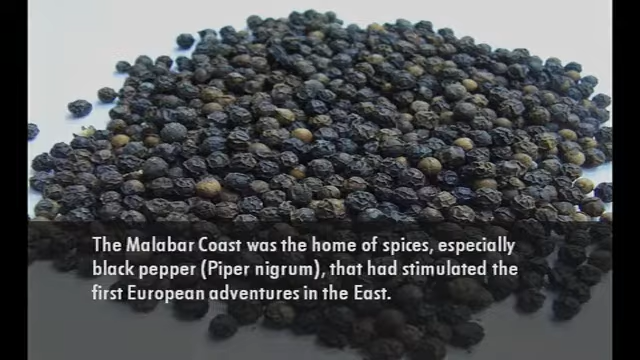 The Malabar Coast was the home of spices, especially
black pepper (Piper nigrum), that had stimulated the
first European adventures in the East.